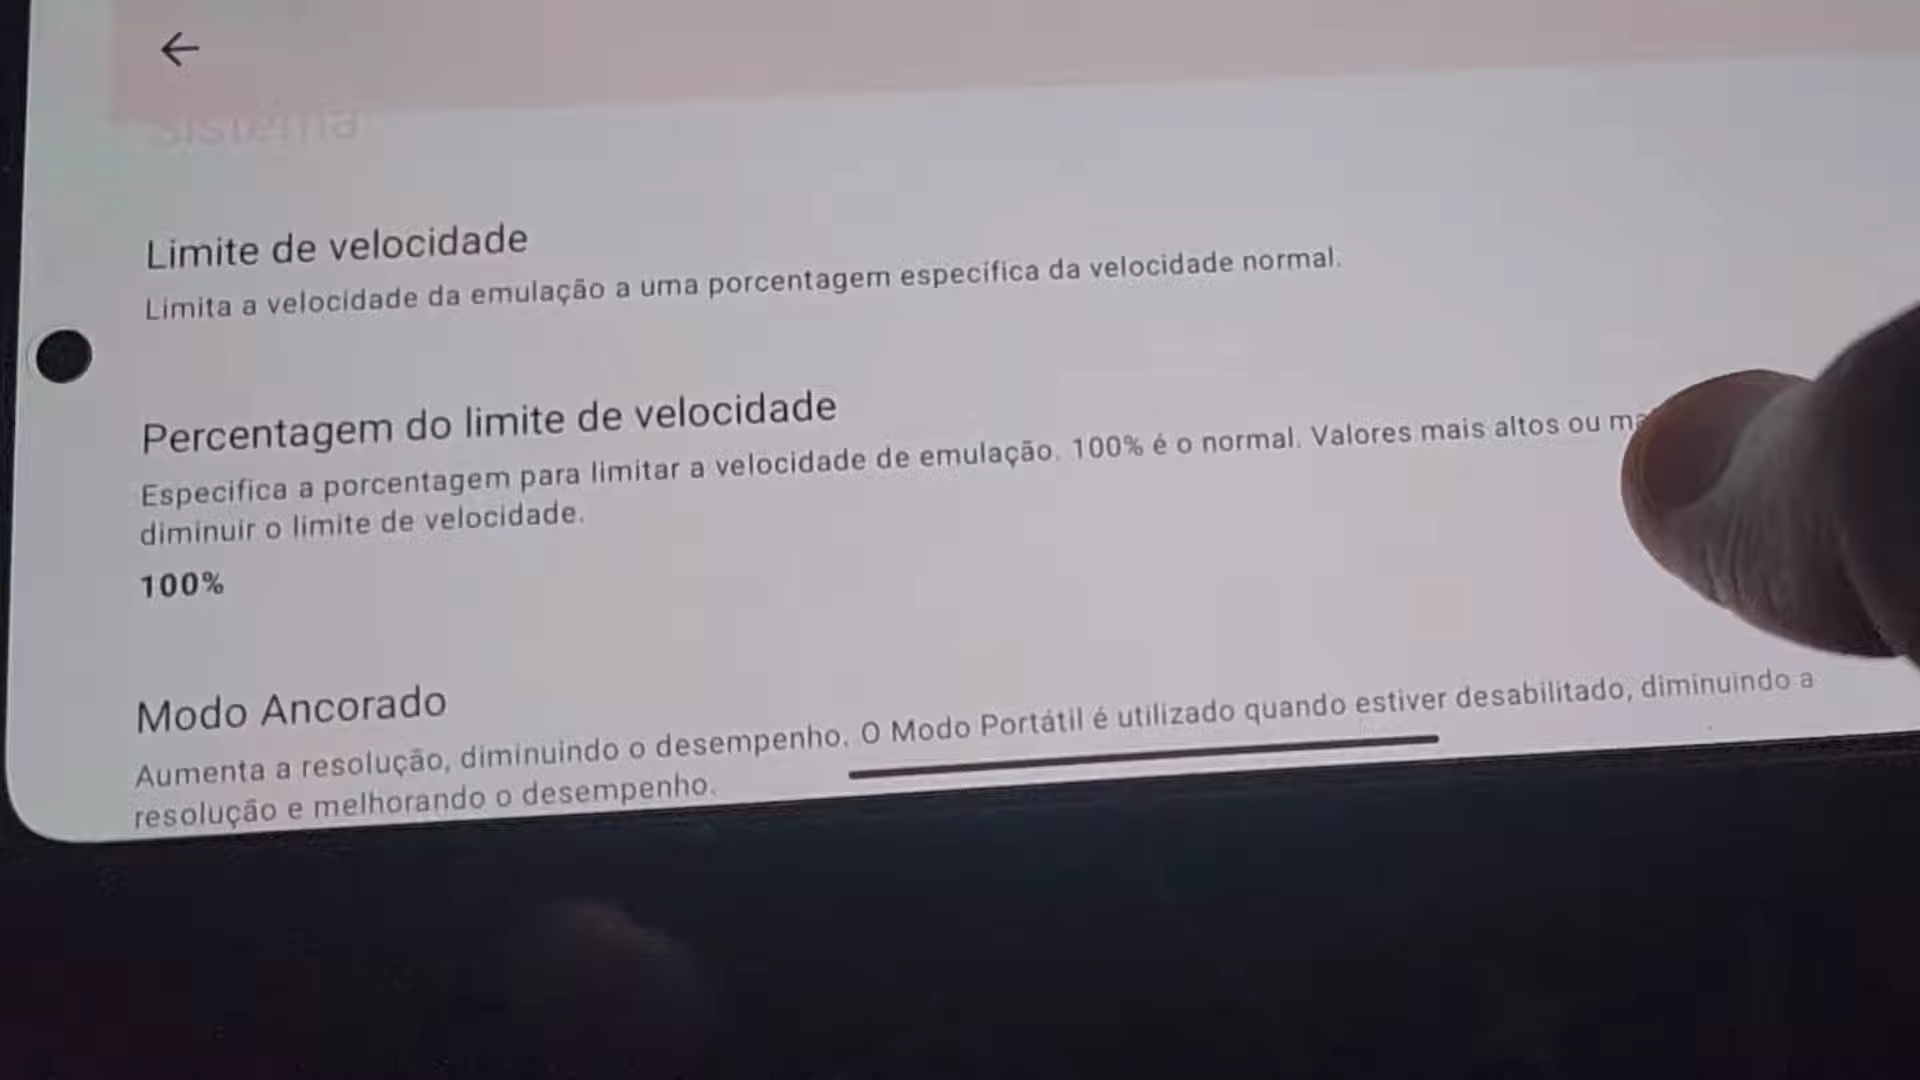 Sistema
Limite de velocidade
Limita a velocidade da emulação a uma porcentagem específica da velocidade normal.
Percentagem do limite de velocidade
Especifica a porcentagem para limitar a velocidade de emulação. 100% é o normal. Valores mais altos ou
diminuir o limite de velocidade.
100%
Modo Ancorado
Aumenta a resolução, diminuindo o desempenho. O Modo Portátil é utilizado quando estiver desabilitado, diminuindo a
resolução e melhorando o desempenho.